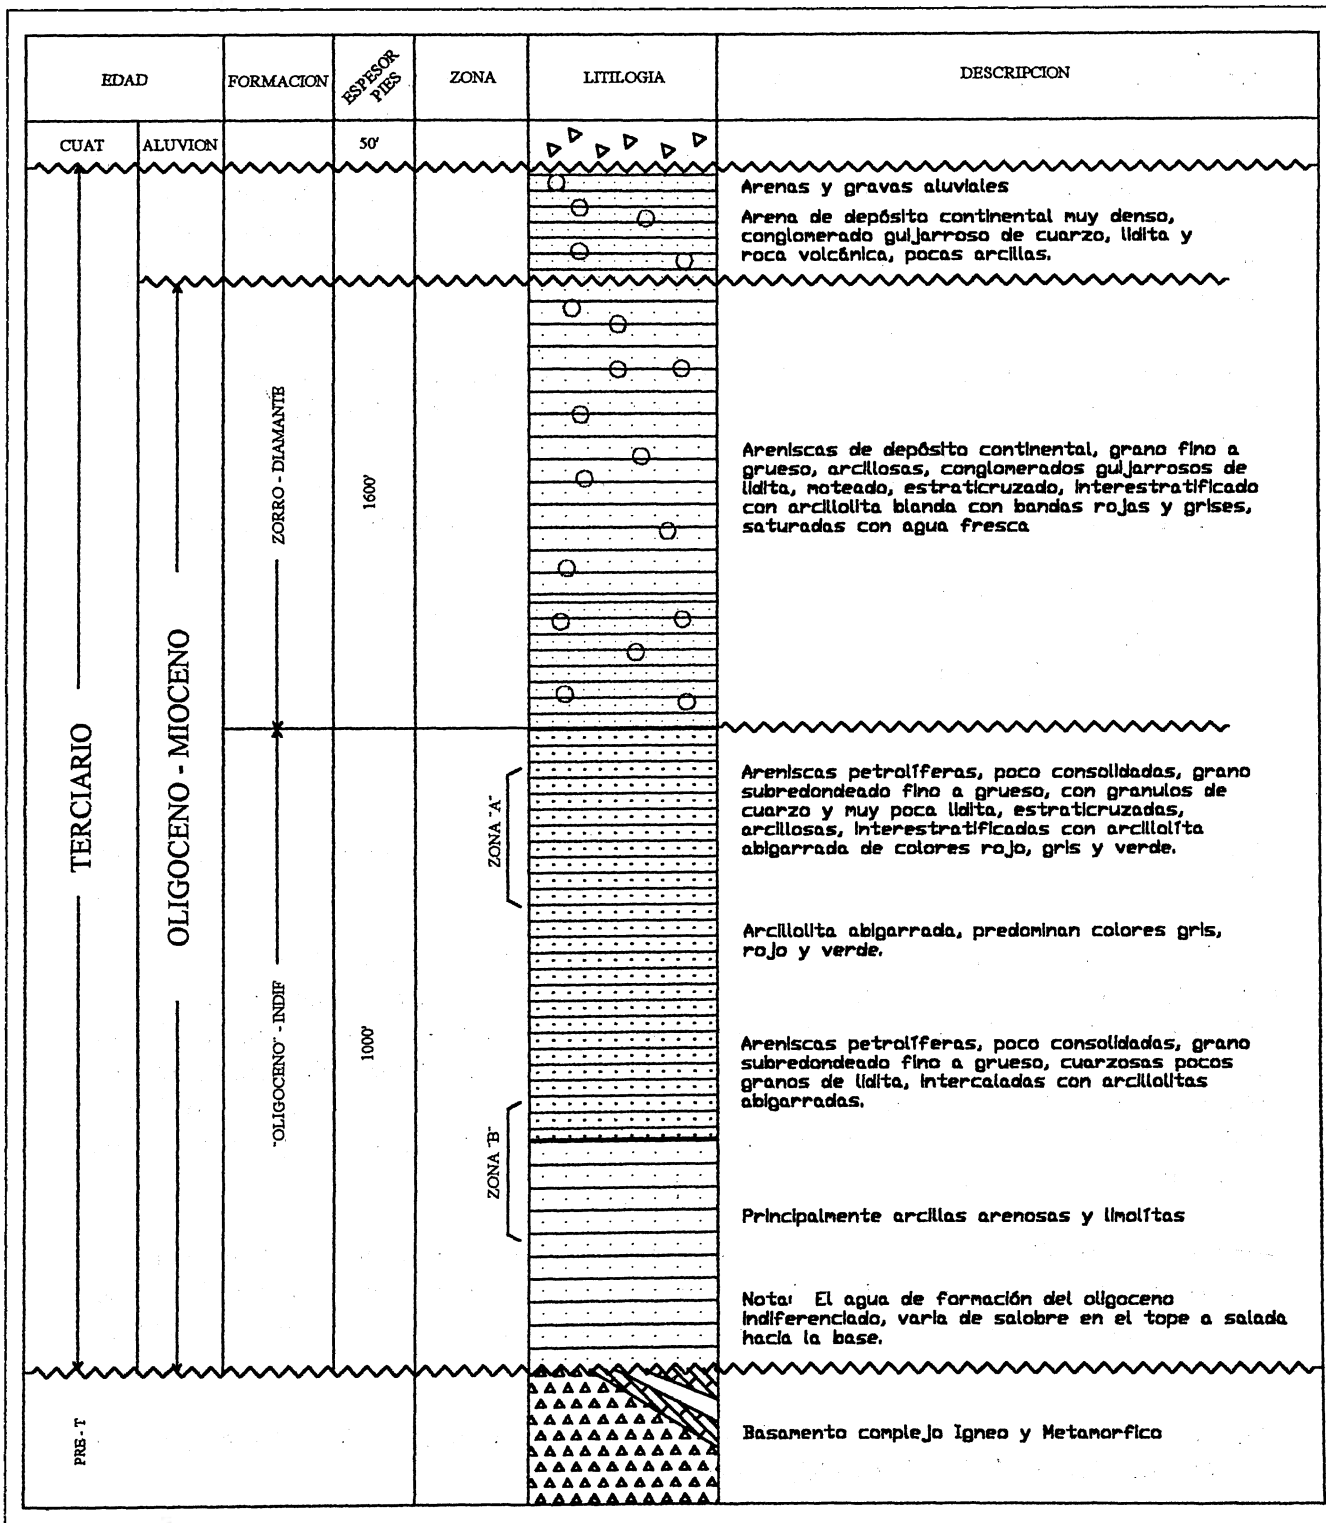 EDAD
FORMACION
ESPESOR
PIES
ZONA
LITILOGIA
DESCRIPCION
CUAT
ALUVION
50'
Arenas y gravas aluviales
Arena de depósito continental muy denso,
conglomerado guijarroso de cuarzo, lidita y
roca volcánica, pocas arcillas.
TERCIARIO
OLIGOCENO - MIOCENO
ZORRO - DIAMANTE
1600'
Areniscas de depósito continental, grano fino a
grueso, arcillosas, conglomerados guijarrosos de
lidita, moteado, estraticruzado, interestratificado
con arcillolita blanda con bandas rojas y grises,
saturadas con agua fresca
"OLIGOCENO" - INDIF
1000'
ZONA "A"
Areniscas petrolíferas, poco consolidadas, grano
subredondeado fino a grueso, con granulos de
cuarzo y muy poca lidita, estraticruzadas,
arcillosas, interestratificadas con arcillolíta
abigarrada de colores rojo, gris y verde.
Arcillolita abigarrada, predominan colores gris,
rojo y verde.
ZONA "B"
Areniscas petrolíferas, poco consolidadas, grano
subredondeado fino a grueso, cuarzosas pocos
granos de lidita, intercaladas con arcillolitas
abigarradas.
Principalmente arcillas arenosas y limolítas
Nota: El agua de formación del oligoceno
indiferenciado, varia de salobre en el tope a salada
hacia la base.
PRE - T
Basamento complejo Igneo y Metamorfico